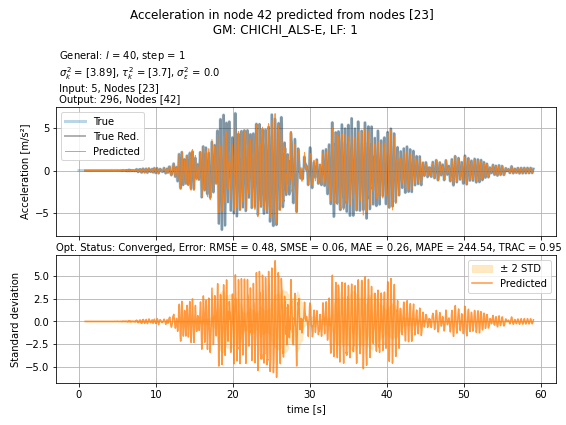 Acceleration in node 42 predicted from nodes [23]
GM: CHICHI_ALS-E, LF: 1
General: l = 40, step = 1
σ²ₖ = [3.89], τ²ₖ = [3.7], σ²ε = 0.0
Input: 5, Nodes [23]
Output: 296, Nodes [42]
Acceleration [m/s²]
5
0
−5
True
True Red.
Predicted
Opt. Status: Converged, Error: RMSE = 0.48, SMSE = 0.06, MAE = 0.26, MAPE = 244.54, TRAC = 0.95
Standard deviation
5.0
2.5
0.0
−2.5
−5.0
± 2 STD
Predicted
0 10 20 30 40 50 60
time [s]